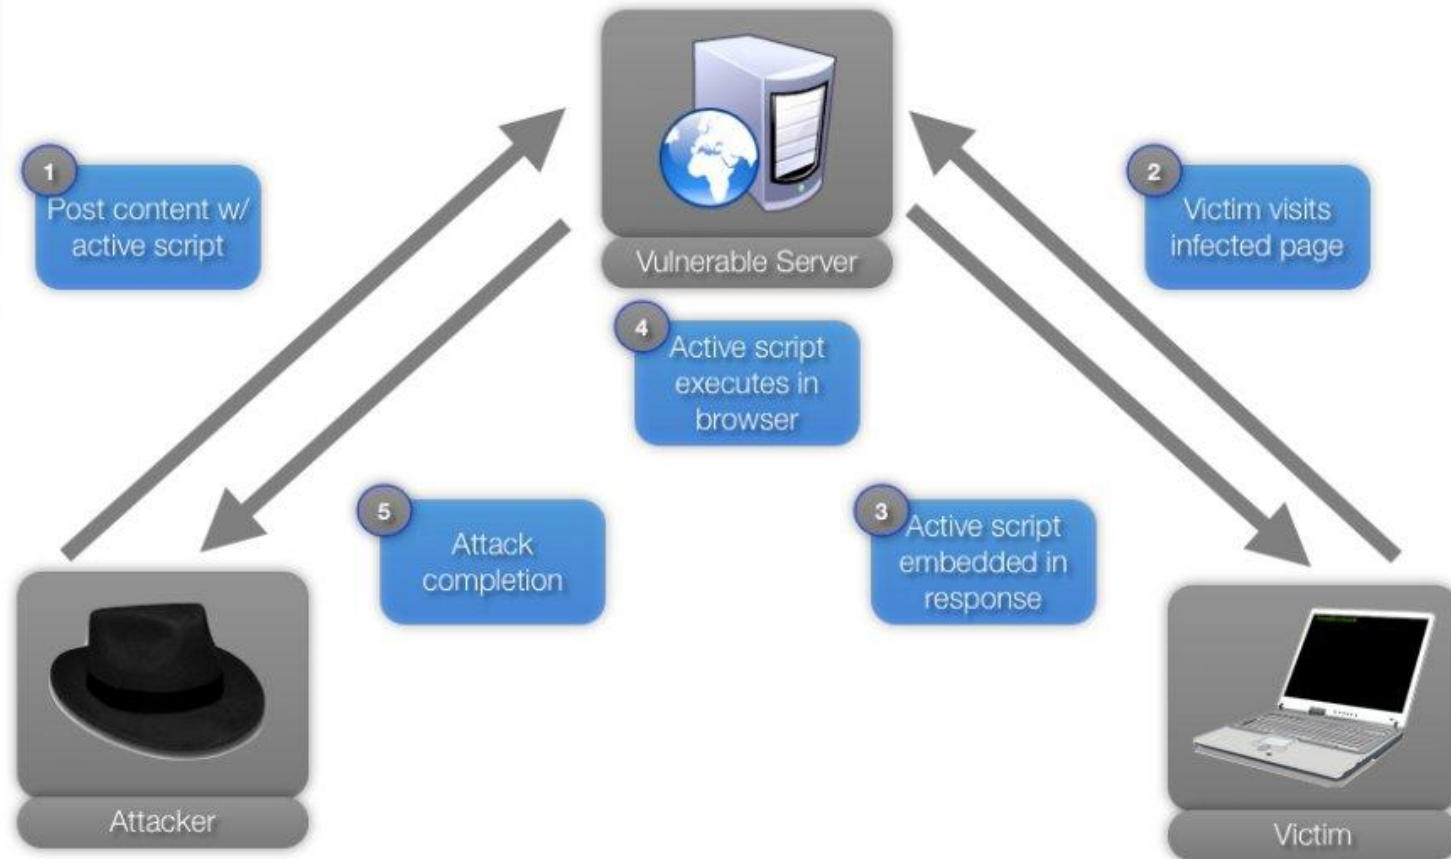 1
Post content w/
active script
Vulnerable Server
2
Victim visits
infected page
4
Active script
executes in
browser
5
Attack
completion
3
Active script
embedded in
response
Attacker
Victim